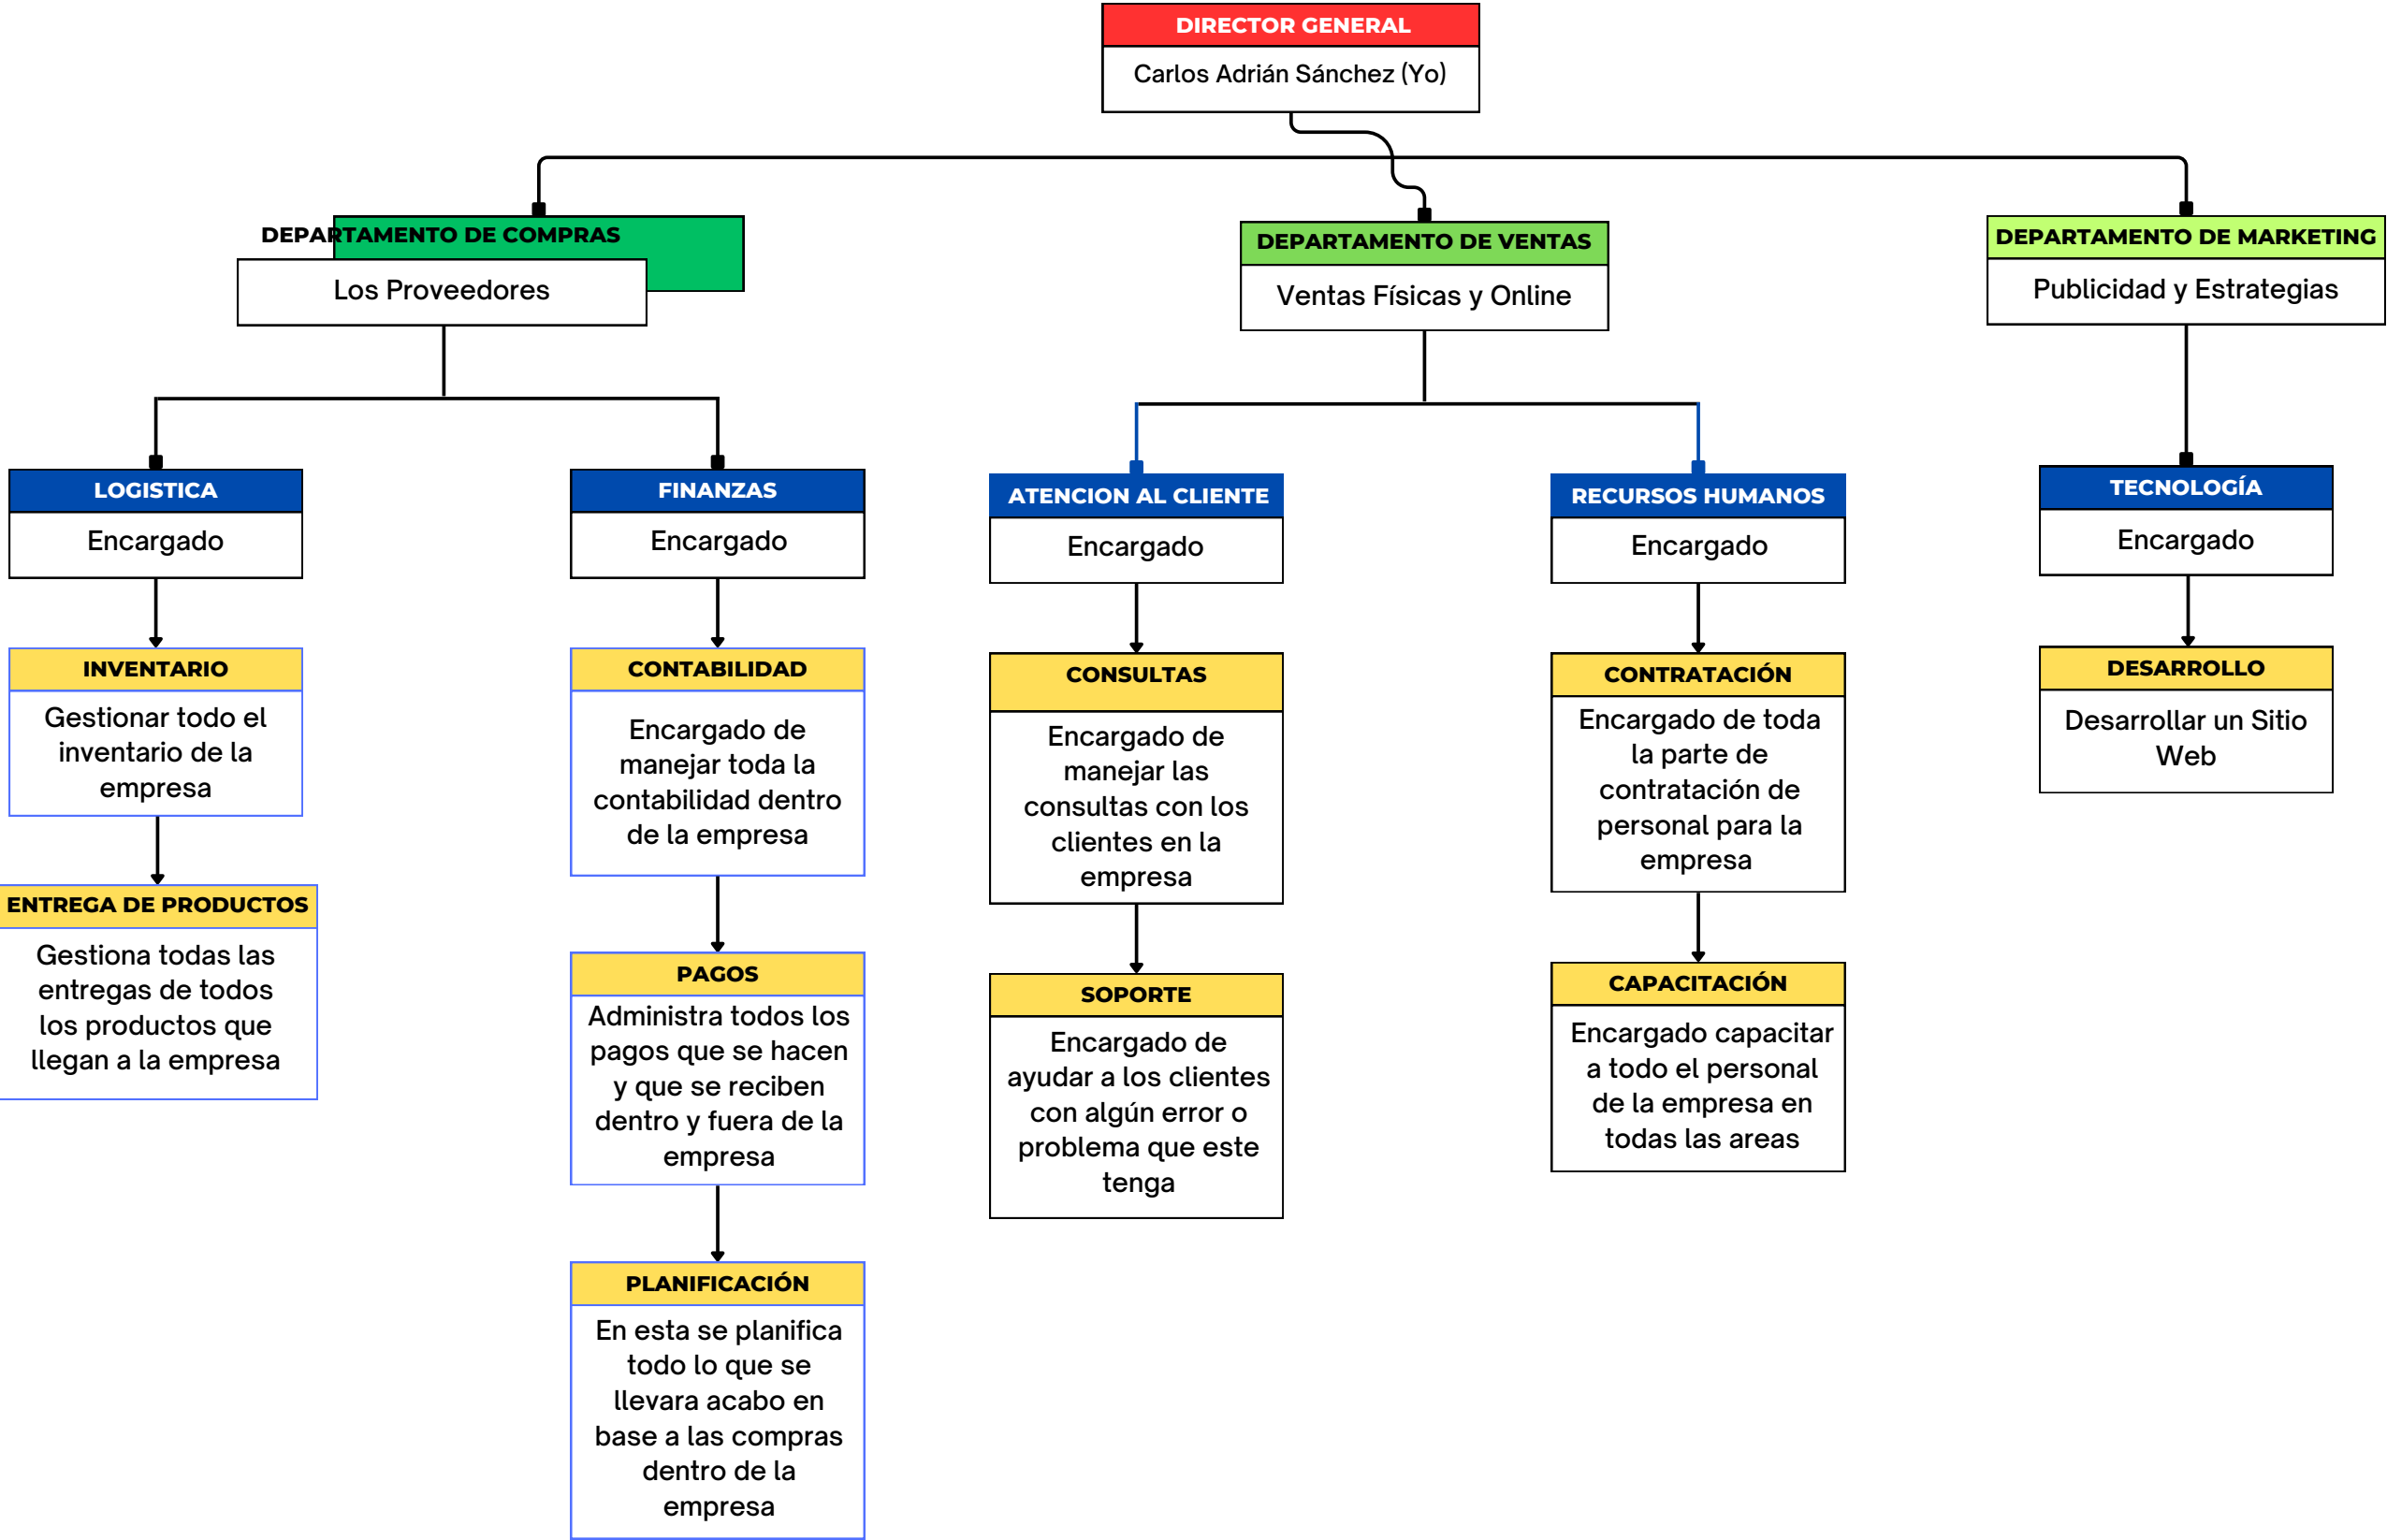 DIRECTOR GENERAL
Carlos Adrián Sánchez (Yo)
DEPARTAMENTO DE COMPRAS
Los Proveedores
DEPARTAMENTO DE VENTAS
Ventas Físicas y Online
DEPARTAMENTO DE MARKETING
Publicidad y Estrategias
LOGISTICA
Encargado
FINANZAS
Encargado
ATENCION AL CLIENTE
Encargado
RECURSOS HUMANOS
Encargado
TECNOLOGÍA
Encargado
INVENTARIO
Gestionar todo el
inventario de la
empresa
CONTABILIDAD
Encargado de
manejar toda la
contabilidad dentro
de la empresa
CONSULTAS
Encargado de
manejar las
consultas con los
clientes en la
empresa
CONTRATACIÓN
Encargado de toda
la parte de
contratación de
personal para la
empresa
DESARROLLO
Desarrollar un Sitio
Web
ENTREGA DE PRODUCTOS
Gestiona todas las
entregas de todos
los productos que
llegan a la empresa
PAGOS
Administra todos los
pagos que se hacen
y que se reciben
dentro y fuera de la
empresa
SOPORTE
Encargado de
ayudar a los clientes
con algún error o
problema que este
tenga
CAPACITACIÓN
Encargado capacitar
a todo el personal
de la empresa en
todas las areas
PLANIFICACIÓN
En esta se planifica
todo lo que se
llevara acabo en
base a las compras
dentro de la
empresa